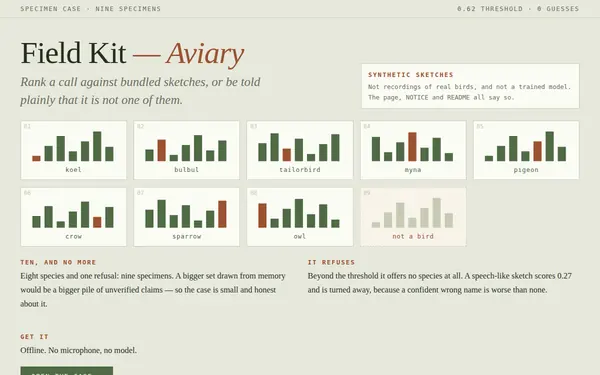 SPECIMEN CASE · NINE SPECIMENS
0.62 THRESHOLD · 0 GUESSES
Field Kit — Aviary
Rank a call against bundled sketches, or be told
plainly that it is not one of them.
SYNTHETIC SKETCHES
Not recordings of real birds, and not a trained model.
The page, NOTICE and README all say so.
01
koel
02
bulbul
03
tailorbird
04
myna
05
pigeon
06
crow
07
sparrow
08
owl
09
not a bird
TEN, AND NO MORE
Eight species and one refusal: nine specimens. A bigger set drawn from memory
would be a bigger pile of unverified claims — so the case is small and honest
about it.
IT REFUSES
Beyond the threshold it offers no species at all. A speech-like sketch scores 0.27
and is turned away, because a confident wrong name is worse than none.
GET IT
Offline. No microphone, no model.